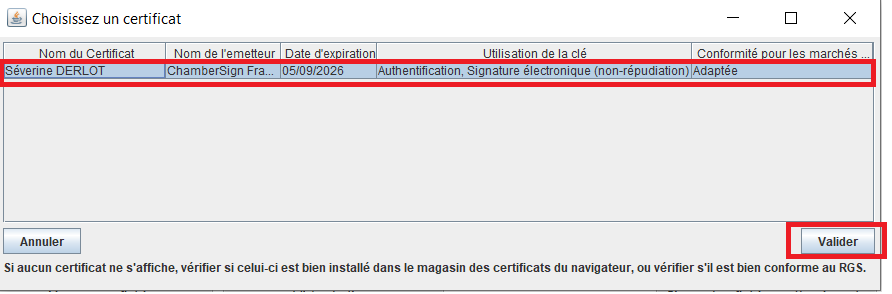 Choisissez un certificat
Nom du Certificat Nom de l'emetteur Date d'expiration Utilisation de la clé Conformité pour les marchés ...
Séverine DERLOT ChamberSign Fra... 05/09/2026 Authentification, Signature électronique (non-répudiation) Adaptée
Annuler Valider
Si aucun certificat ne s'affiche, vérifier si celui-ci est bien installé dans le magasin des certificats du navigateur, ou vérifier s'il est bien conforme au RGS.